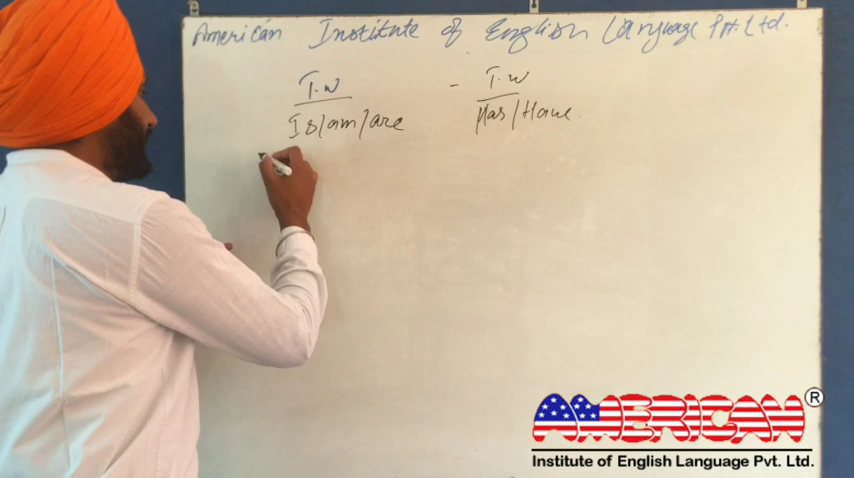 American Institute of English Language Pvt. Ltd.
I.W - I.W
Is/am/are Has/Have
AMERICAN®
Institute of English Language Pvt. Ltd.